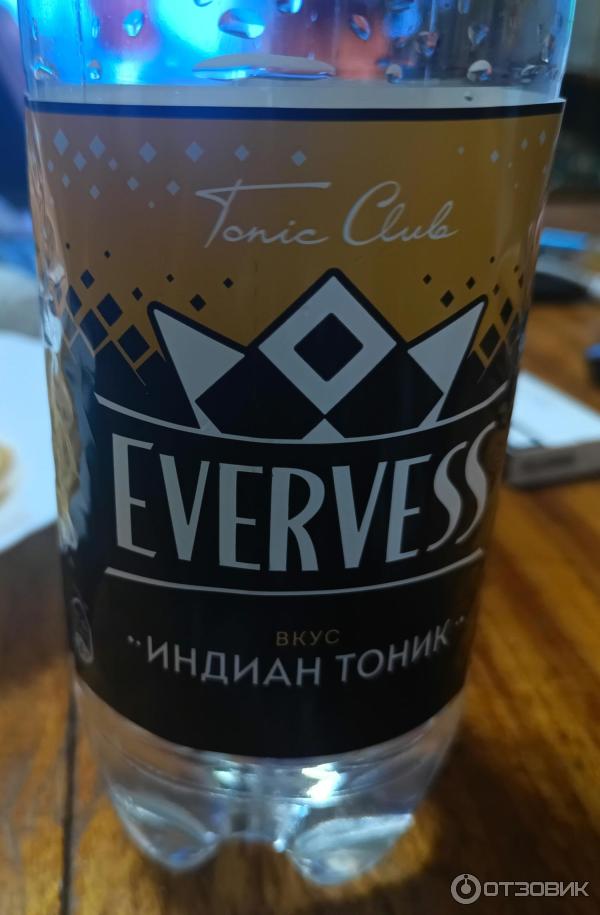 Tonic Club
EVERVESS
ВКУС
ИНДИАН ТОНИК
ОТЗОВИК